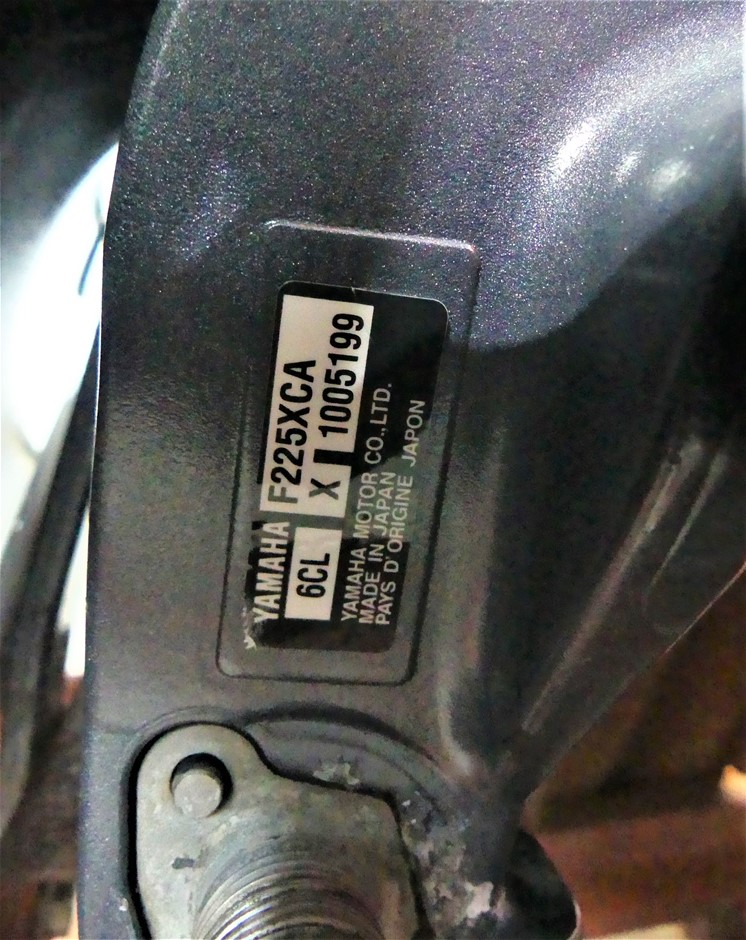 YAMAHA F225XCA
6CL X 1005199
YAMAHA MOTOR CO.,LTD.
MADE IN JAPAN
PAYS D'ORIGINE JAPON